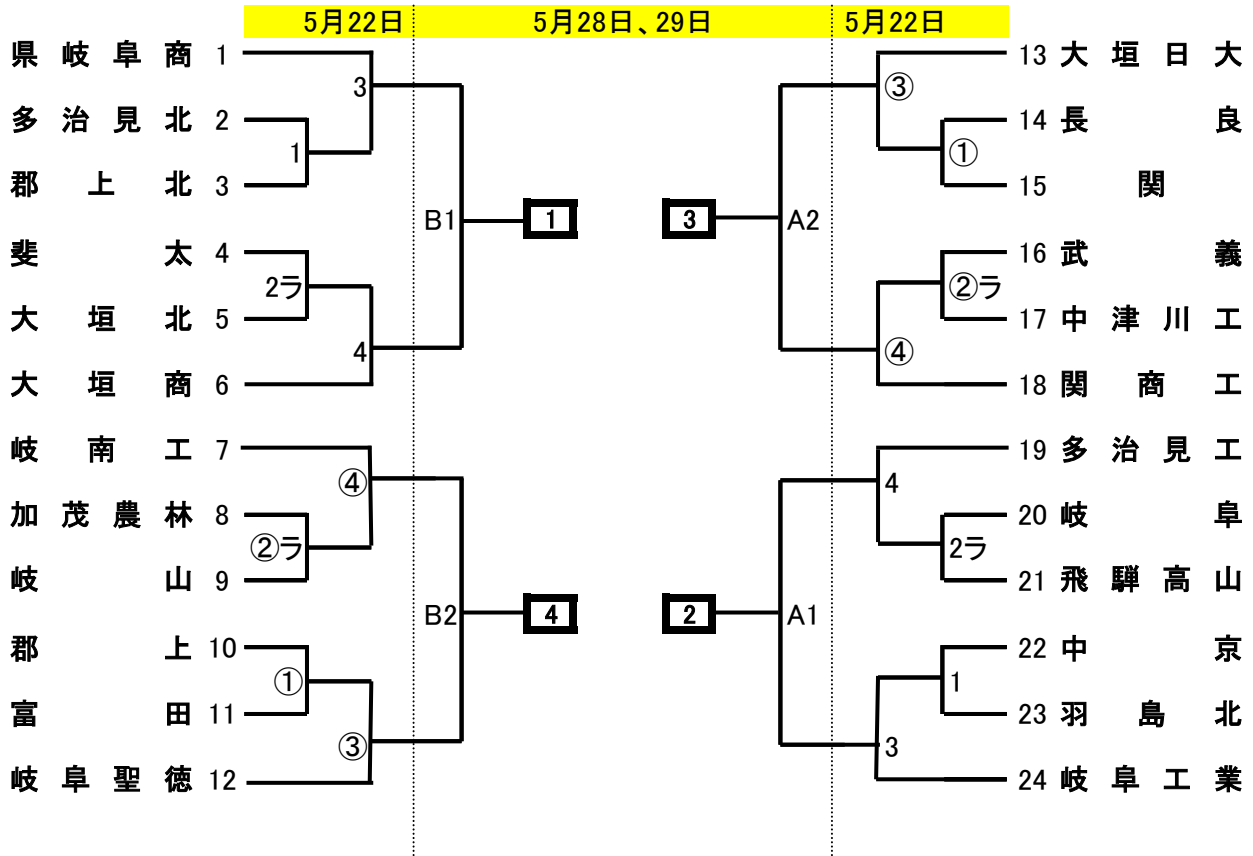 5月22日 5月28日、29日 5月22日
県岐阜商 1 13 大垣日大
3 ③
多治見北 2 14 長良
1 ①
郡上北 3 15 関
B1 1 3 A2
斐太 4 16 武義
2ラ ②ラ
大垣北 5 17 中津川工
4 ④
大垣商 6 18 関商工
岐南工 7 19 多治見工
④ 4
加茂農林 8 20 岐阜
②ラ 2ラ
岐山 9 21 飛騨高山
B2 4 2 A1
郡上 10 22 中京
① 1
富田 11 23 羽島北
③ 3
岐阜聖徳 12 24 岐阜工業